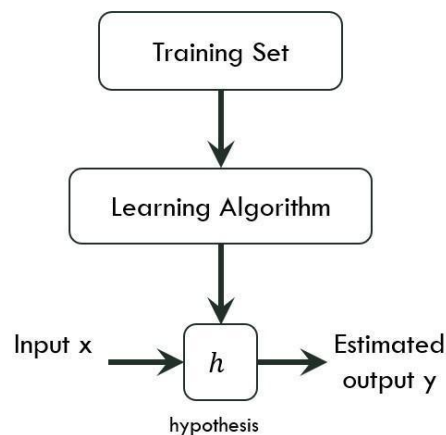 Training Set
Learning Algorithm
Input x
h
Estimated
output y
hypothesis